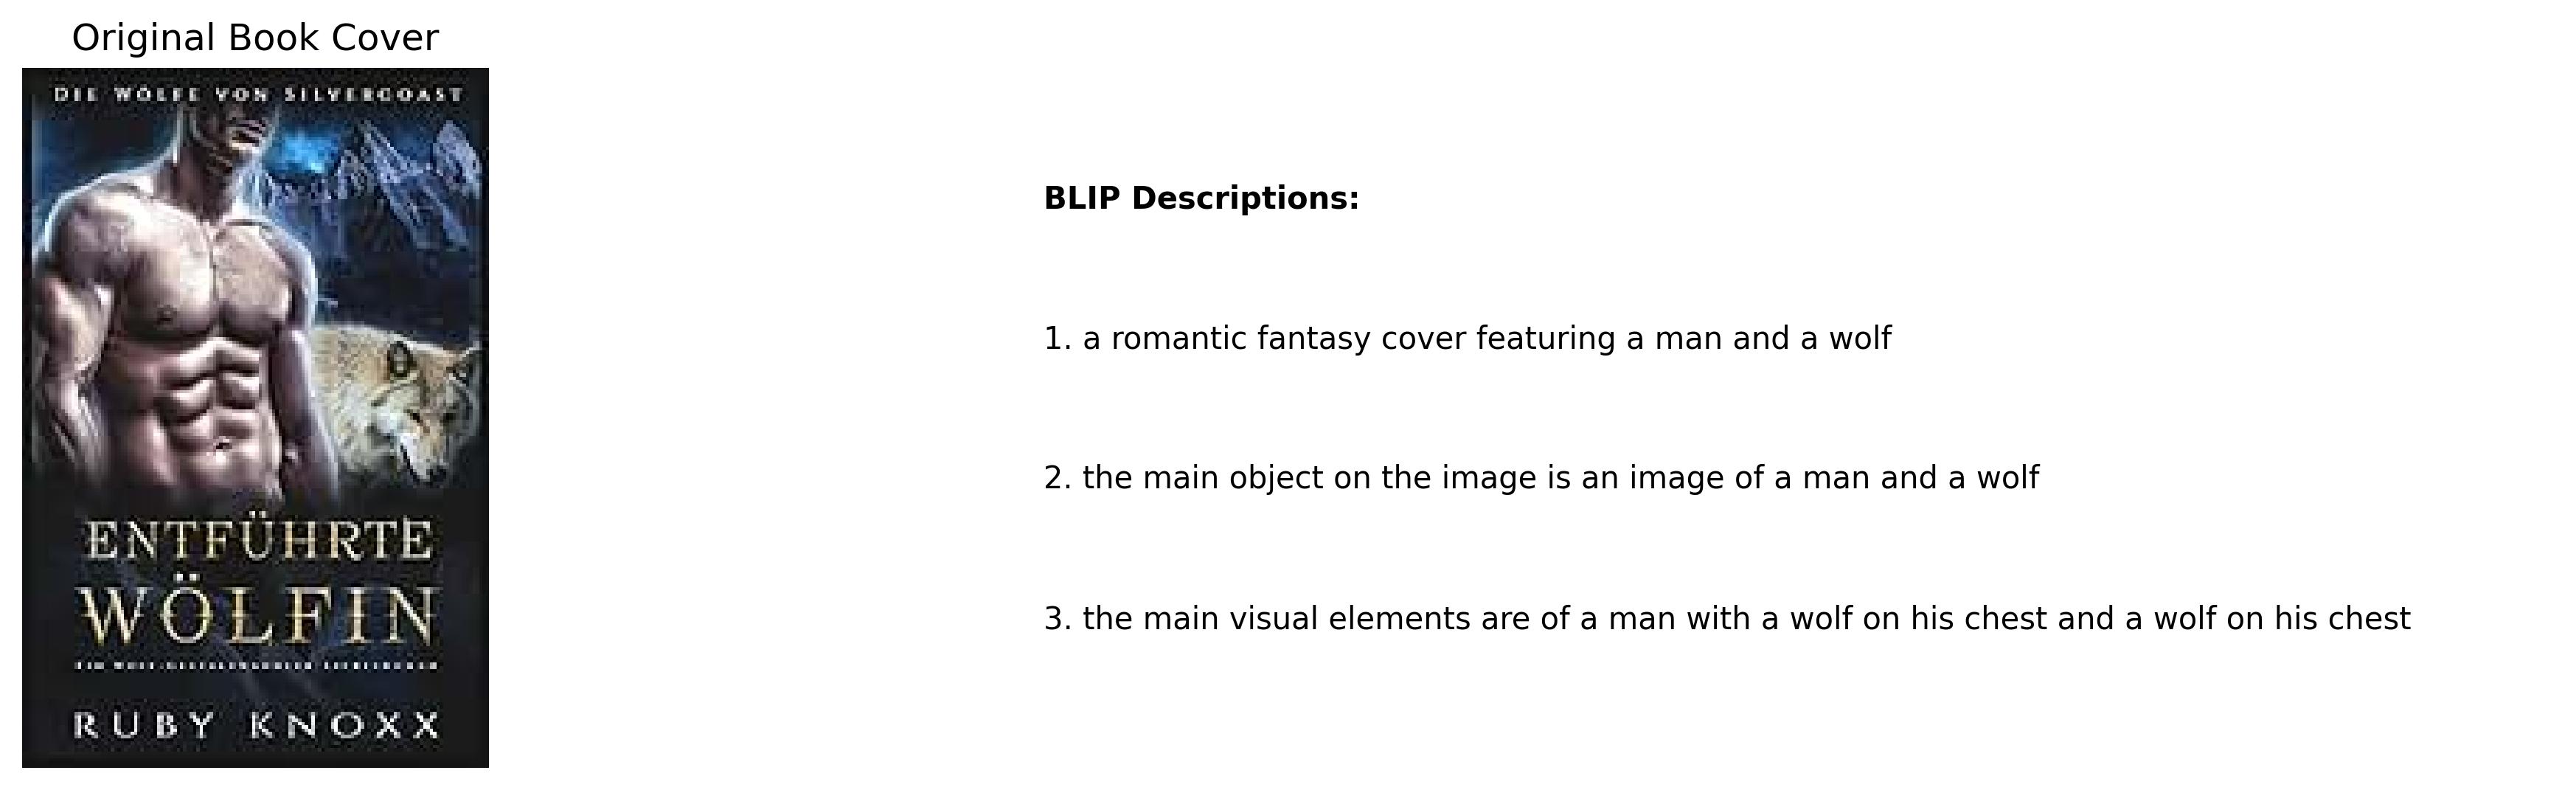 Original Book Cover
DIE WÖLFE VON SILVERCOAST
ENTFÜHRTE
WÖLFIN
RUBY KNOXX
BLIP Descriptions:
1. a romantic fantasy cover featuring a man and a wolf
2. the main object on the image is an image of a man and a wolf
3. the main visual elements are of a man with a wolf on his chest and a wolf on his chest